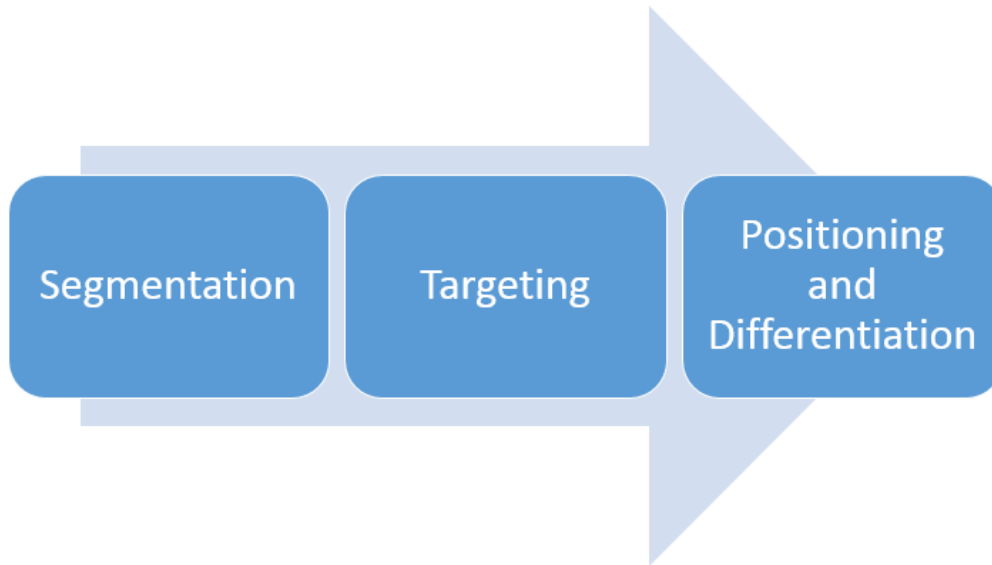 Segmentation
Targeting
Positioning
and
Differentiation